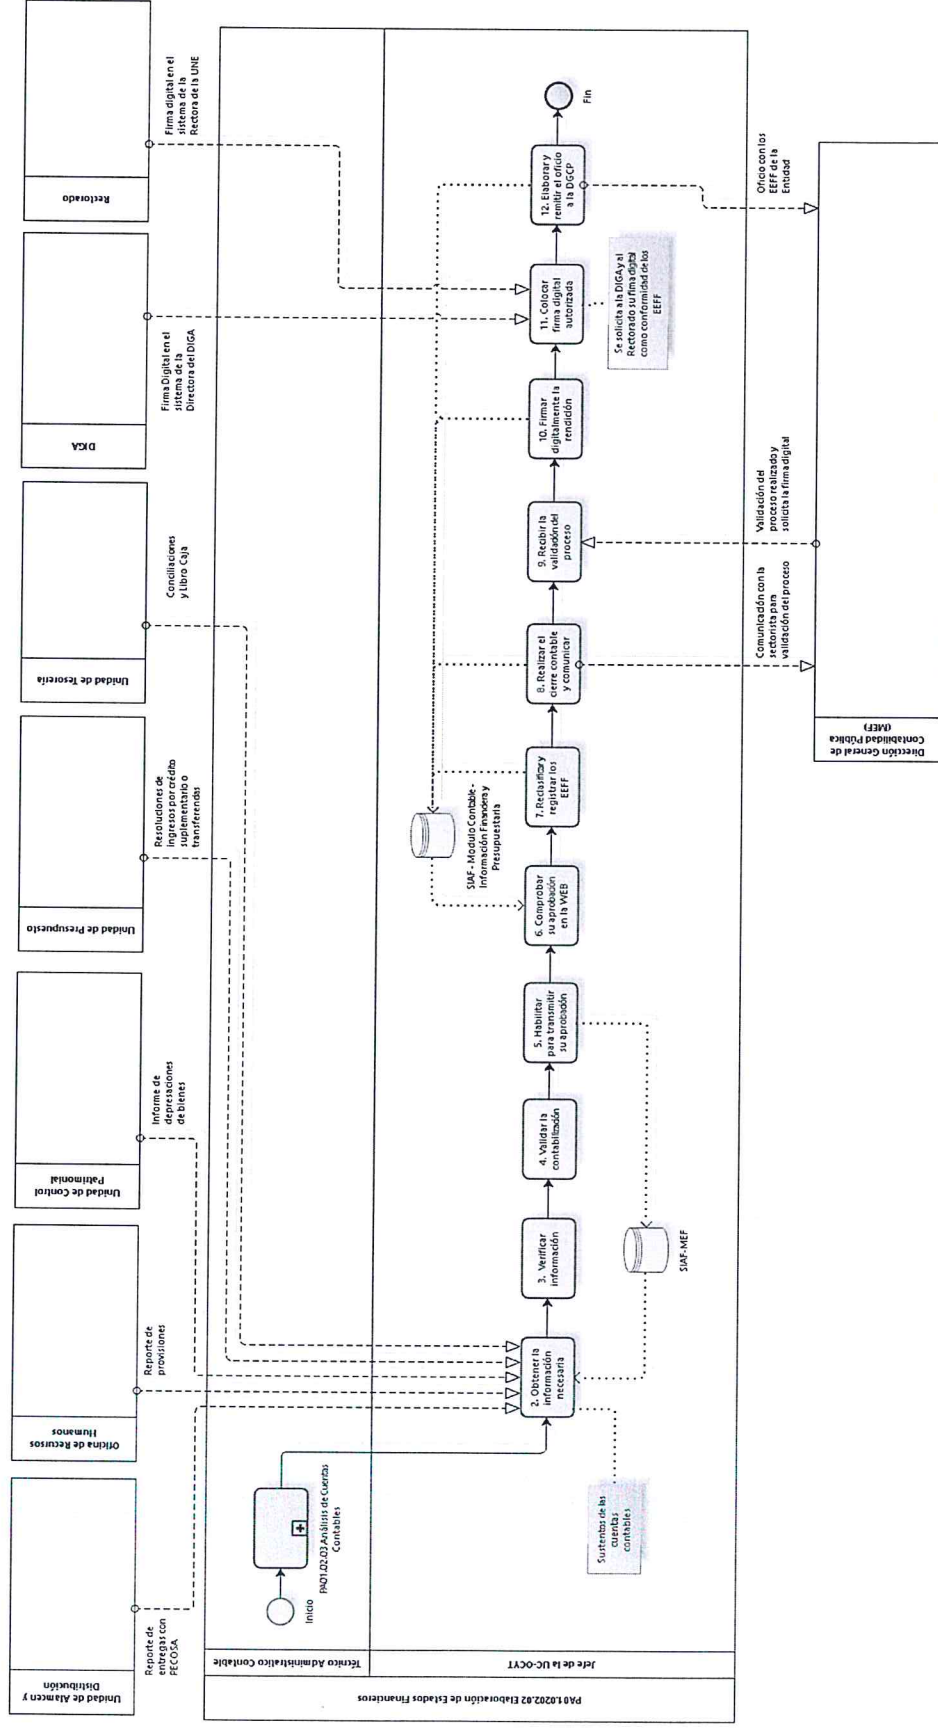 Unidad de Alamcen y
Distribución
Reporte de
entregas con
PECOSA
Oficina de Recursos
Humanos
Reporte de
provisiones
Unidad de Control
Patrimonial
Informe de
depresaciones
de bienes
Unidad de Presupuesto
Resoluciones de
ingresos por crédito
suplementario o
transferencias
Unidad de Tesorería
Conciliaciones
y Libro Caja
DIGA
Firma Digital en el
sistema de la
Directora del DIGA
Rectorado
Firma digital en el
sistema de la
Rectora de la UNE
PA01.0202.02 Elaboración de Estados Financieros
Técnico Administratico Contable
Inicio
PA01.02.03 Análisis de Cuentas
Contables
Jefe de la UC-OCYT
Sustentos de las
cuentas
contables
2. Obtener la
información
necesaria
3. Verificar
información
4. Validar la
contabilización
5. Habilitar
para transmitir
su aprobación
SIAF-MEF
6. Comprobar
su aprobación
en la WEB
SIAF - Modulo Contable -
Información Financiera y
Presupuestaria
7. Reclasificar y
registrar los
EEFF
8. Realizar el
cierre contable
y comunicar
9. Recibir la
validación del
proceso
10. Firmar
digitalmente la
rendición
11. Colocar
firma digital
autorizada
Se solicita a la DIGA y al
Rectorado su fima digital
como conformidad de los
EEFF
12. Elaborar y
remitir el oficio
a la DGCP
Fin
Comunicación con la
sectorista para
validación del proceso
Validación del
proceso realizado y
solicita la firma digital
Oficio con los
EEFF de la
Entidad
Dirección General de
Contabilidad Pública
(MEF)